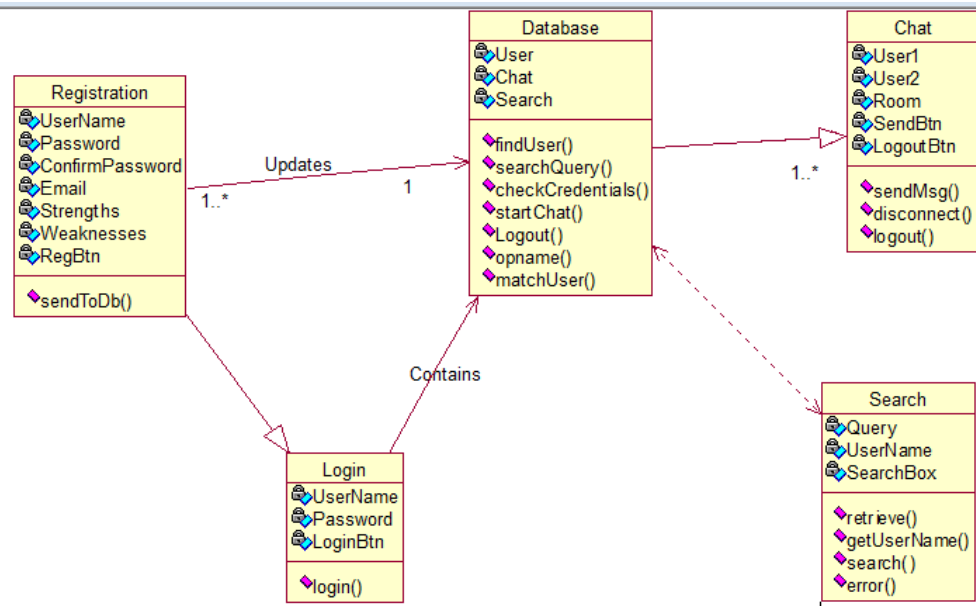 Registration
UserName
Password
ConfirmPassword
Email
Strengths
Weaknesses
RegBtn
sendToDb()
Updates
1..*
1
Database
User
Chat
Search
findUser()
searchQuery()
checkCredentials()
startChat()
Logout()
opname()
matchUser()
1..*
Chat
User1
User2
Room
SendBtn
LogoutBtn
sendMsg()
disconnect()
logout()
Contains
Login
UserName
Password
LoginBtn
login()
Search
Query
UserName
SearchBox
retrieve()
getUserName()
search()
error()